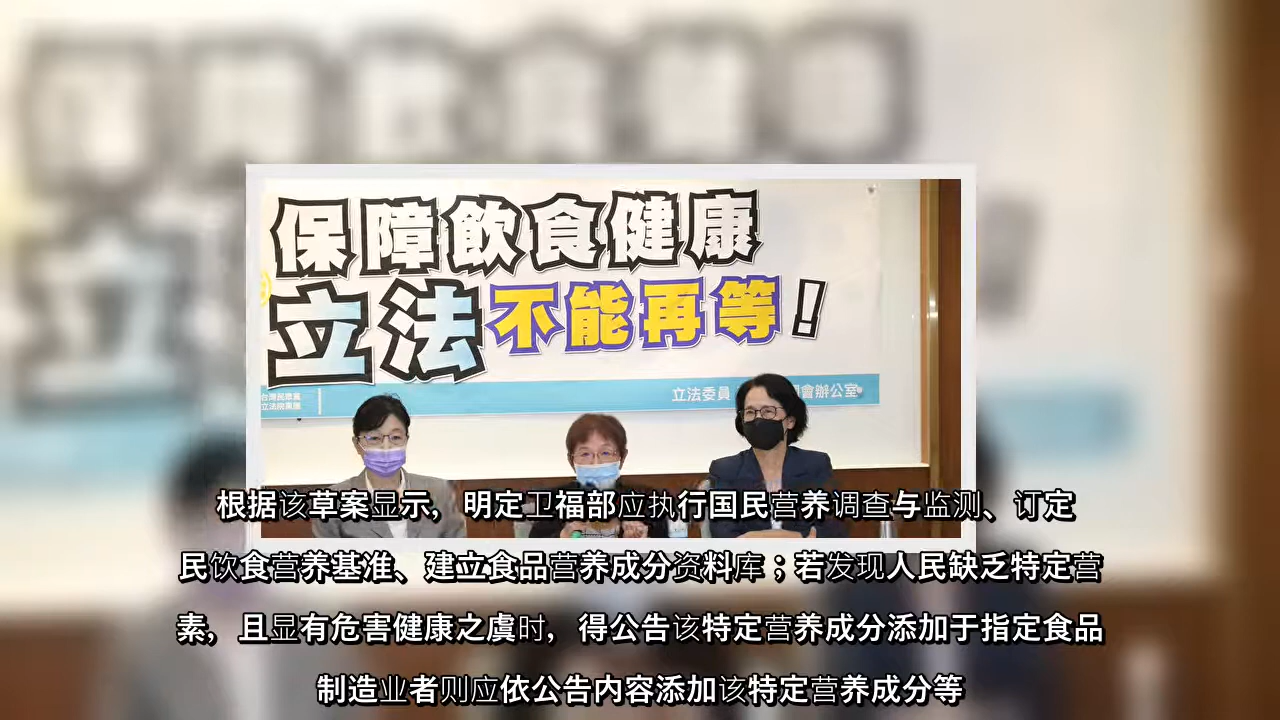 保障飲食健康
立法不能再等!
台灣民眾黨
立法院黨團
立法委員
會辦公室
根据该草案显示，明定卫福部应执行国民营养调查与监测、订定
民饮食营养基准、建立食品营养成分资料库；若发现人民缺乏特定营
素，且显有危害健康之虞时，得公告该特定营养成分添加于指定食品
制造业者则应依公告内容添加该特定营养成分等